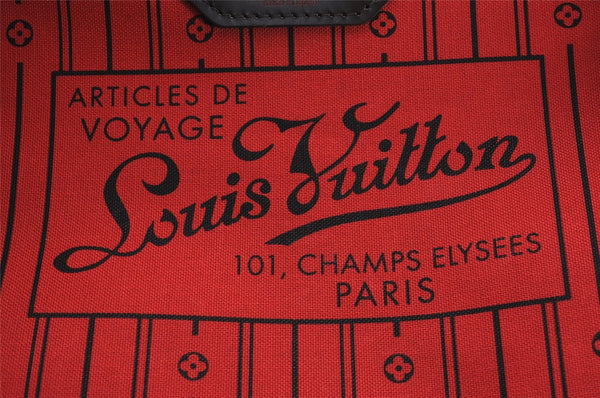 ARTICLES DE
VOYAGE
Louis Vuitton
101, CHAMPS ELYSEES
PARIS